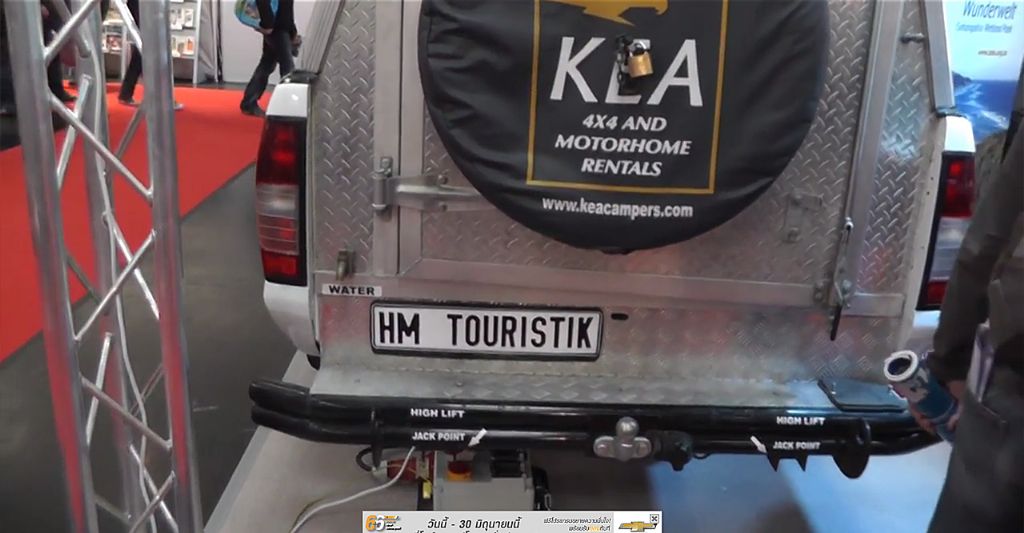 Wunderwelt
KEA
4X4 AND
MOTORHOME
RENTALS
www.keacampers.com
WATER
HM TOURISTIK
HIGH LIFT
HIGH LIFT
JACK POINT
JACK POINT
วันนี้ - 30 มิถุนายนนี้